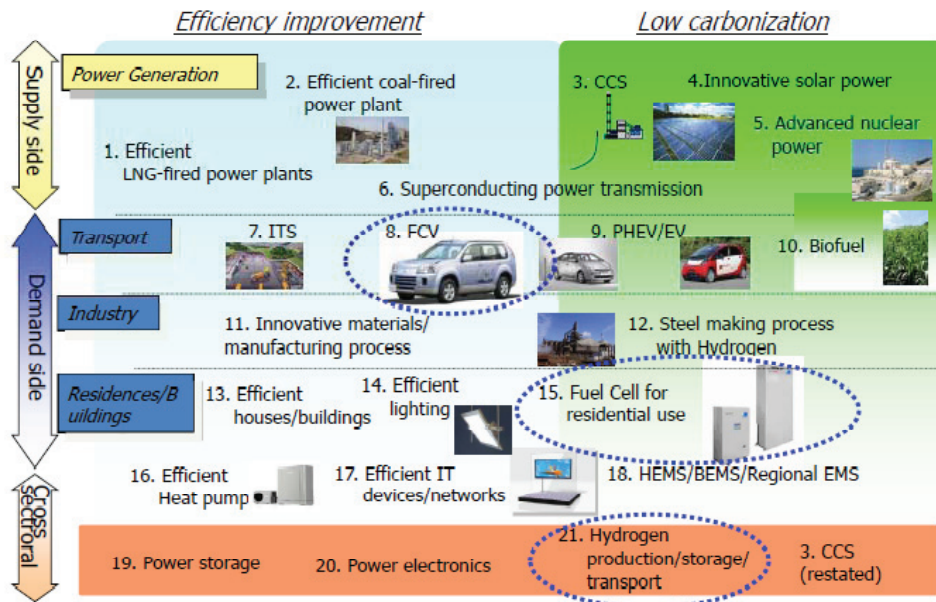 Efficiency improvement
Low carbonization
Supply side
Power Generation
2. Efficient coal-fired
power plant
3. CCS
4.Innovative solar power
5. Advanced nuclear
power
1. Efficient
LNG-fired power plants
6. Superconducting power transmission
Demand side
Transport
7. ITS
8. FCV
9. PHEV/EV
10. Biofuel
Industry
11. Innovative materials/
manufacturing process
12. Steel making process
with Hydrogen
Residences/B
uildings
13. Efficient
houses/buildings
14. Efficient
lighting
15. Fuel Cell for
residential use
16. Efficient
Heat pump
17. Efficient IT
devices/networks
18. HEMS/BEMS/Regional EMS
Cross
sectroral
19. Power storage
20. Power electronics
21. Hydrogen
production/storage/
transport
3. CCS
(restated)